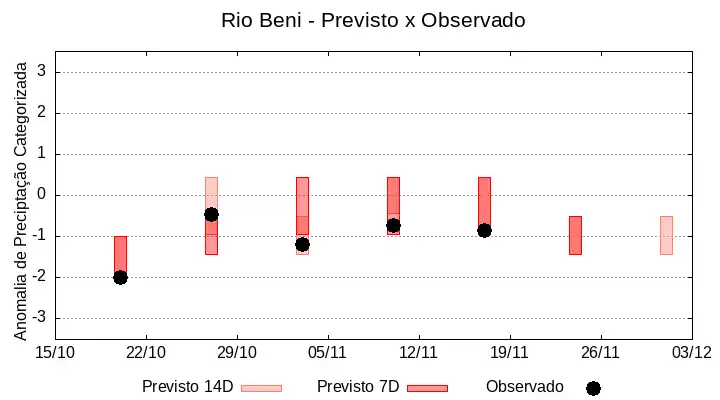 Rio Beni - Previsto x Observado
Anomalia de Preciptação Categorizada
3
2
1
0
-1
-2
-3
15/10 22/10 29/10 05/11 12/11 19/11 26/11 03/12
Previsto 14D Previsto 7D Observado